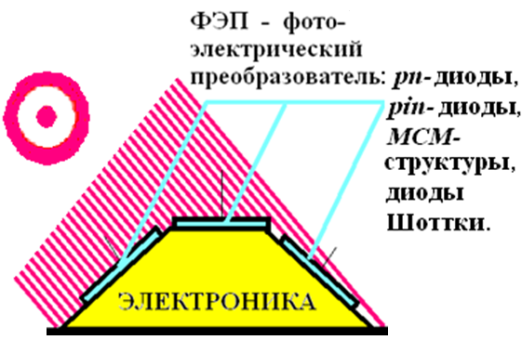 ФЭП - фото-
электрический
преобразователь: pn-диоды,
pin-диоды,
МСМ-
структуры,
диоды
Шоттки.
ЭЛЕКТРОНИКА